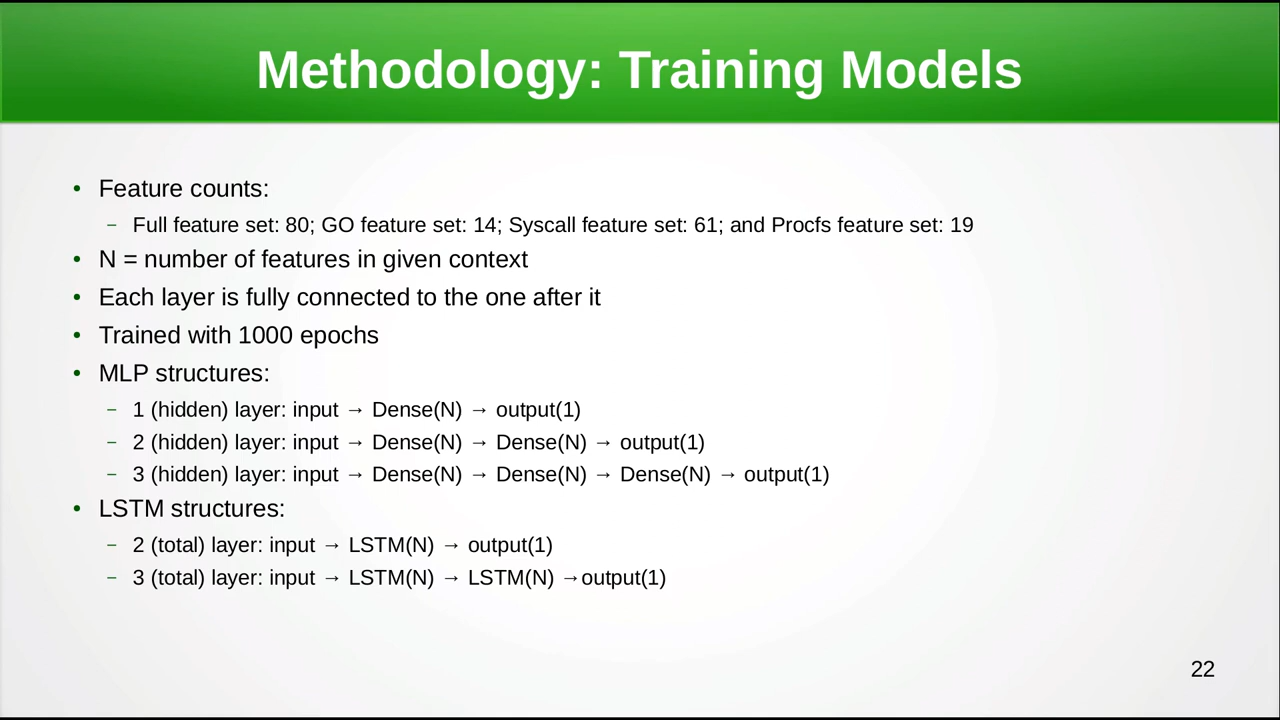 Methodology: Training Models
• Feature counts:
– Full feature set: 80; GO feature set: 14; Syscall feature set: 61; and Procfs feature set: 19
• N = number of features in given context
• Each layer is fully connected to the one after it
• Trained with 1000 epochs
• MLP structures:
– 1 (hidden) layer: input → Dense(N) → output(1)
– 2 (hidden) layer: input → Dense(N) → Dense(N) → output(1)
– 3 (hidden) layer: input → Dense(N) → Dense(N) → Dense(N) → output(1)
• LSTM structures:
– 2 (total) layer: input → LSTM(N) → output(1)
– 3 (total) layer: input → LSTM(N) → LSTM(N) →output(1)
22